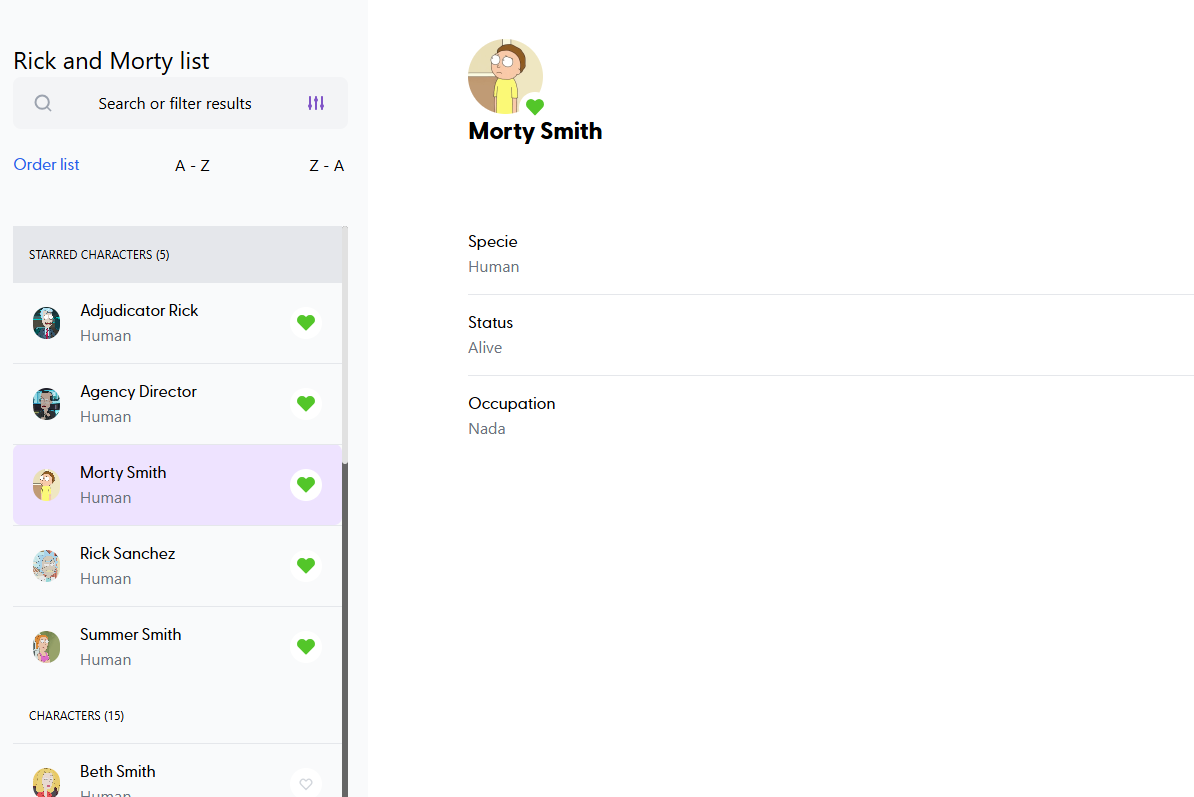 Rick and Morty list
Search or filter results
Order list
A - Z
Z - A
STARRED CHARACTERS (5)
Adjudicator Rick
Human
Agency Director
Human
Morty Smith
Human
Rick Sanchez
Human
Summer Smith
Human
CHARACTERS (15)
Beth Smith
Human
Morty Smith
Specie
Human
Status
Alive
Occupation
Nada